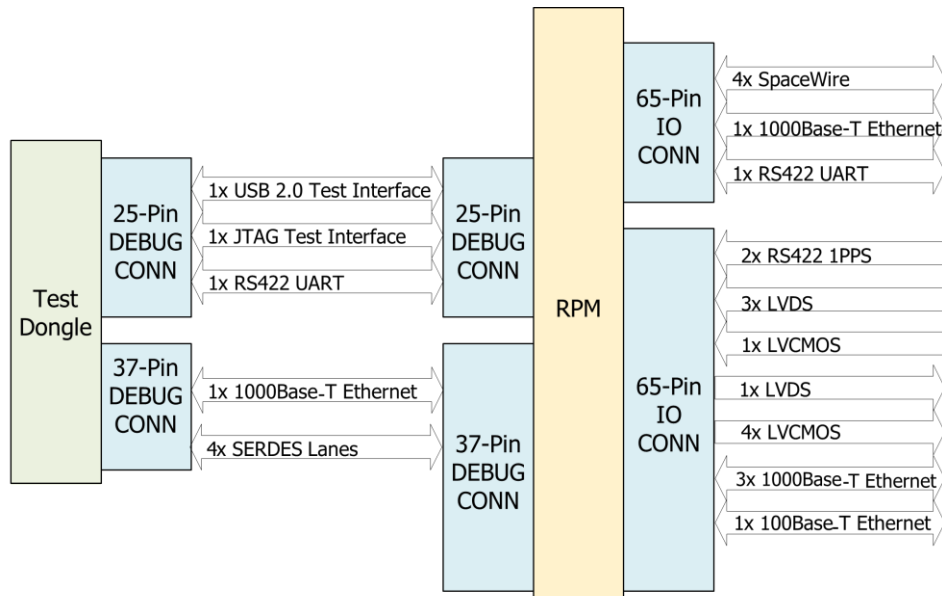 Test
Dongle
25-Pin
DEBUG
CONN
37-Pin
DEBUG
CONN
1x USB 2.0 Test Interface
1x JTAG Test Interface
1x RS422 UART
1x 1000Base-T Ethernet
4x SERDES Lanes
25-Pin
DEBUG
CONN
37-Pin
DEBUG
CONN
RPM
65-Pin
IO
CONN
4x SpaceWire
1x 1000Base-T Ethernet
1x RS422 UART
65-Pin
IO
CONN
2x RS422 1PPS
3x LVDS
1x LVCMOS
1x LVDS
4x LVCMOS
3x 1000Base-T Ethernet
1x 100Base-T Ethernet